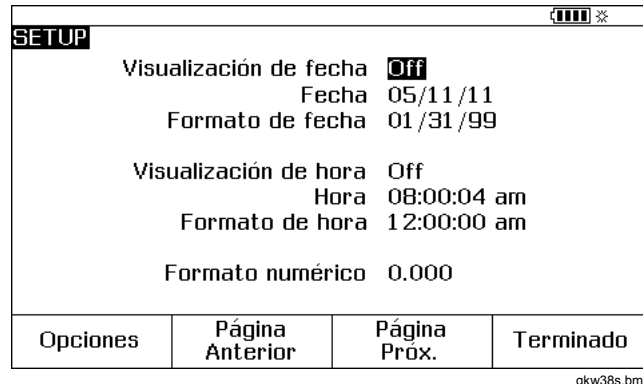 SETUP
Visualización de fecha Off
Fecha 05/11/11
Formato de fecha 01/31/99
Visualización de hora Off
Hora 08:00:04 am
Formato de hora 12:00:00 am
Formato numérico 0.000
Opciones
Página
Anterior
Página
Próx.
Terminado
gkw38s.bm